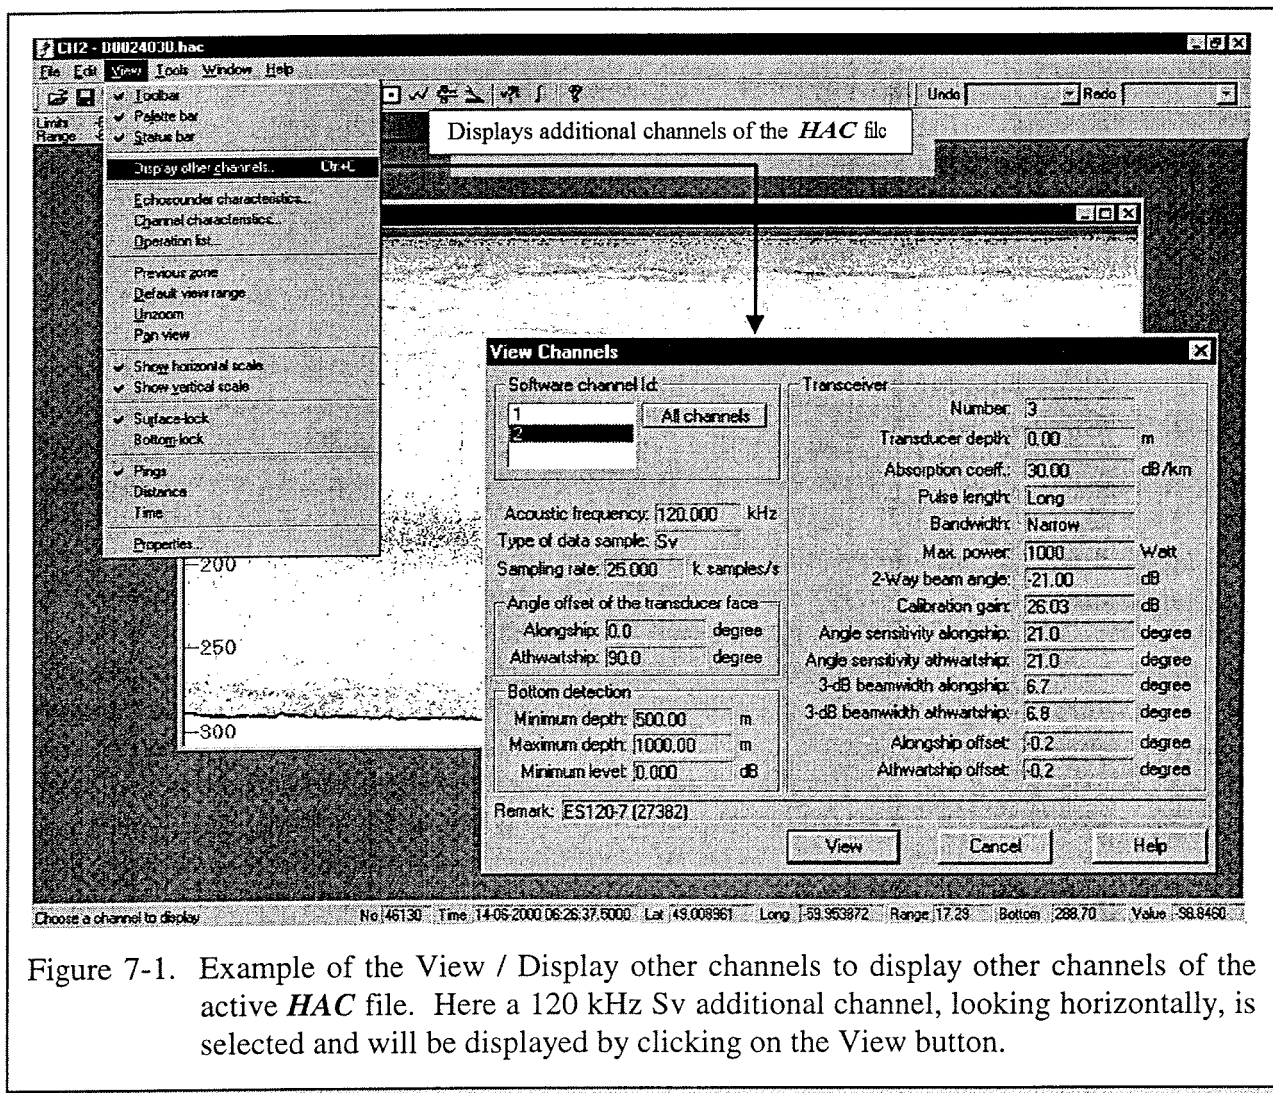 CH2 - D0024030.hac
File Edit View Tools Window Help
Undo Redo
Limits
Range
Toolbar
Palette bar
Status bar
Display other channels... Ctrl+C
Echosounder characteristics...
Channel characteristics...
Operation list...
Previous zone
Default view range
Unzoom
Pan view
Show horizontal scale
Show vertical scale
Surface-lock
Bottom-lock
Pings
Distance
Time
Properties...
Displays additional channels of the HAC file
-200
-250
-300
View Channels
Software channel Id:
1
2
All channels
Acoustic frequency: 120.000 kHz
Type of data sample: Sv
Sampling rate: 25.000 k samples/s
Angle offset of the transducer face
Alongship: 0.0 degree
Athwartship: 90.0 degree
Bottom detection
Minimum depth: 500.00 m
Maximum depth: 1000.00 m
Minimum level: 0.000 dB
Transceiver
Number: 3
Transducer depth: 0.00 m
Absorption coeff.: 30.00 dB/km
Pulse length: Long
Bandwidth: Narrow
Max. power: 1000 Watt
2-Way beam angle: -21.00 dB
Calibration gain: 26.03 dB
Angle sensitivity alongship: 21.0 degree
Angle sensitivity athwartship: 21.0 degree
3-dB beamwidth alongship: 6.7 degree
3-dB beamwidth athwartship: 6.8 degree
Alongship offset: -0.2 degree
Athwartship offset: -0.2 degree
Remark: ES120-7 (27382)
View Cancel Help
Choose a channel to display No 46130 Time 14-06-2000 06:26:37.5000 Lat 49.008961 Long -59.953872 Range 17.29 Bottom 288.70 Value -98.8460
Figure 7-1. Example of the View / Display other channels to display other channels of the
active HAC file. Here a 120 kHz Sv additional channel, looking horizontally, is
selected and will be displayed by clicking on the View button.